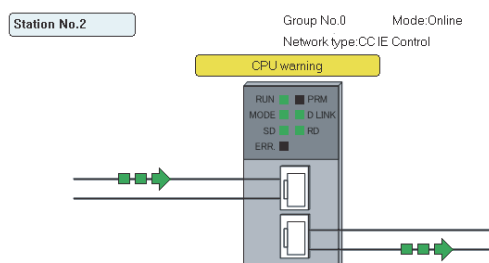 Station No.2
Group No.0 Mode:Online
Network type:CC IE Control
CPU warning
RUN PRM
MODE D LINK
SD RD
ERR.